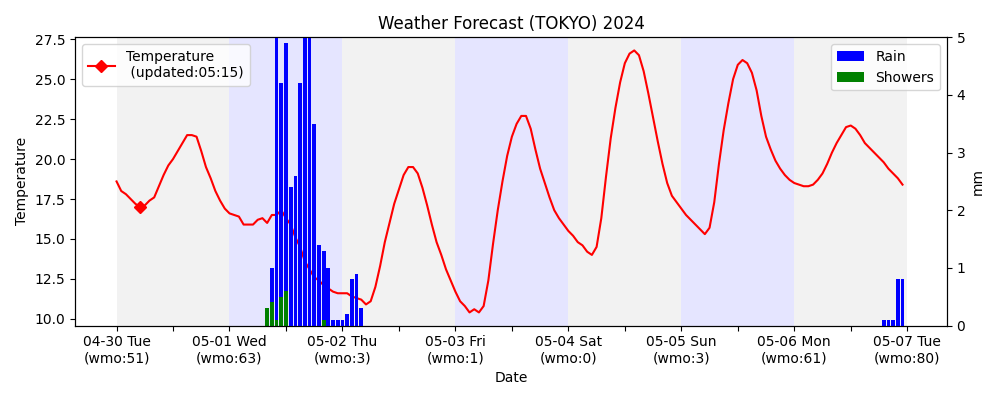 Weather Forecast (TOKYO) 2024
Temperature
(updated:05:15)
Rain
Showers
27.5
25.0
22.5
20.0
17.5
15.0
12.5
10.0
Temperature
5
4
3
2
1
0
mm
04-30 Tue
(wmo:51)
05-01 Wed
(wmo:63)
05-02 Thu
(wmo:3)
05-03 Fri
(wmo:1)
05-04 Sat
(wmo:0)
05-05 Sun
(wmo:3)
05-06 Mon
(wmo:61)
05-07 Tue
(wmo:80)
Date